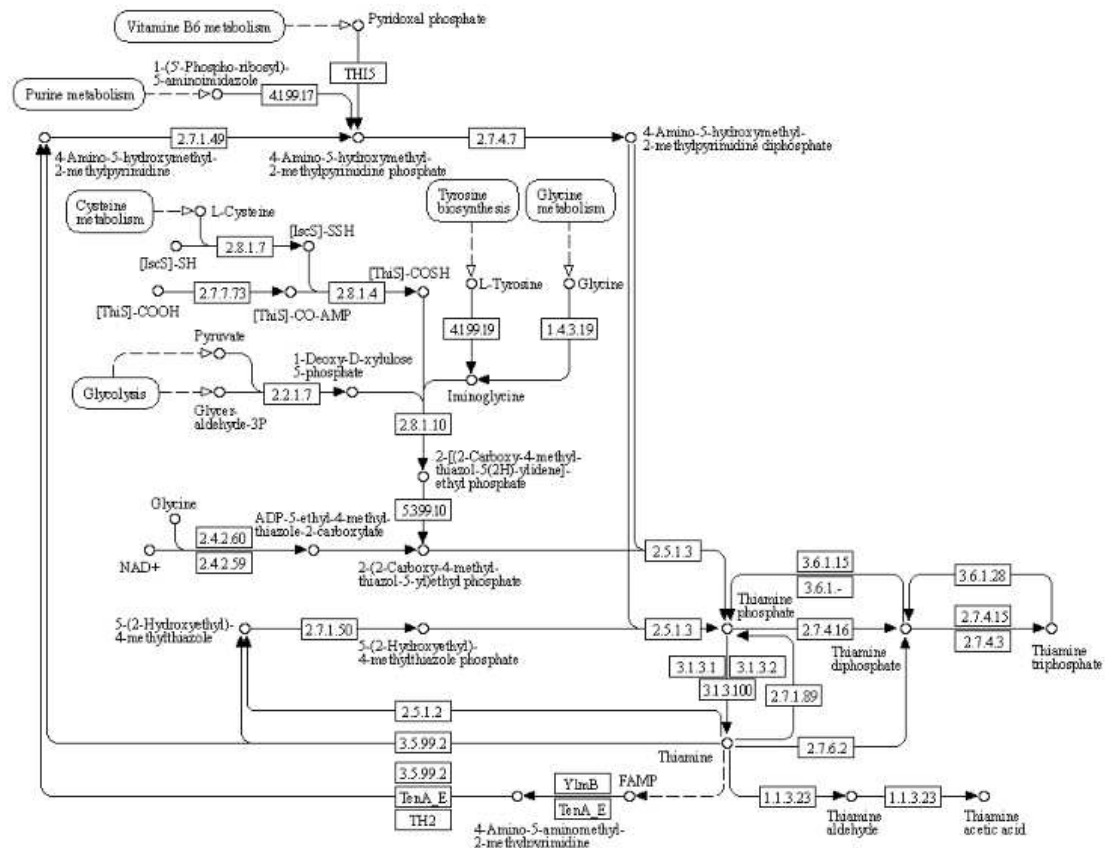 Vitamine B6 metabolism
Pyridoxal phosphate
1-(5'-Phospho-ribosyl)-
5-aminoimidazole
THI5
Purine metabolism
4.1.99.17
2.7.1.49
2.7.4.7
4-Amino-5-hydroxymethyl-
2-methylpyrimidine diphosphate
4-Amino-5-hydroxymethyl-
2-methylpyrimidine
4-Amino-5-hydroxymethyl-
2-methylpyrimidine phosphate
Cysteine
metabolism
L-Cysteine
Tyrosine
biosynthesis
Glycine
metabolism
[IscS]-SSH
2.8.1.7
[IscS]-SH
[ThiS]-COSH
L-Tyrosine
Glycine
2.7.7.73
2.8.1.4
[ThiS]-COOH
[ThiS]-CO-AMP
4.1.99.19
1.4.3.19
Pyruvate
1-Deoxy-D-xylulose
5-phosphate
Glycolysis
2.2.1.7
Iminoglycine
Glycer-
aldehyde-3P
2.8.1.10
2-[(2-Carboxy-4-methyl-
thiazol-5(2H)-ylidene]-
ethyl phosphate
Glycine
5.3.99.10
ADP-5-ethyl-4-methyl-
thiazole-2-carboxylate
2.4.2.60
NAD+
2.4.2.59
2-(2-Carboxy-4-methyl-
thiazol-5-yl)ethyl phosphate
2.5.1.3
3.6.1.15
3.6.1.-
3.6.1.28
Thiamine
phosphate
5-(2-Hydroxyethyl)-
4-methylthiazole
2.7.1.50
5-(2-Hydroxyethyl)-
4-methylthiazole phosphate
2.5.1.3
2.7.4.16
2.7.4.15
2.7.4.3
Thiamine
diphosphate
Thiamine
triphosphate
3.1.3.1
3.1.3.2
3.1.3.100
2.7.1.89
2.5.1.2
3.5.99.2
Thiamine
2.7.6.2
3.5.99.2
TenA_E
TH2
YlmB
TenA_E
FAMP
4-Amino-5-aminomethyl-
2-methylpyrimidine
1.1.3.23
Thiamine
aldehyde
1.1.3.23
Thiamine
acetic acid